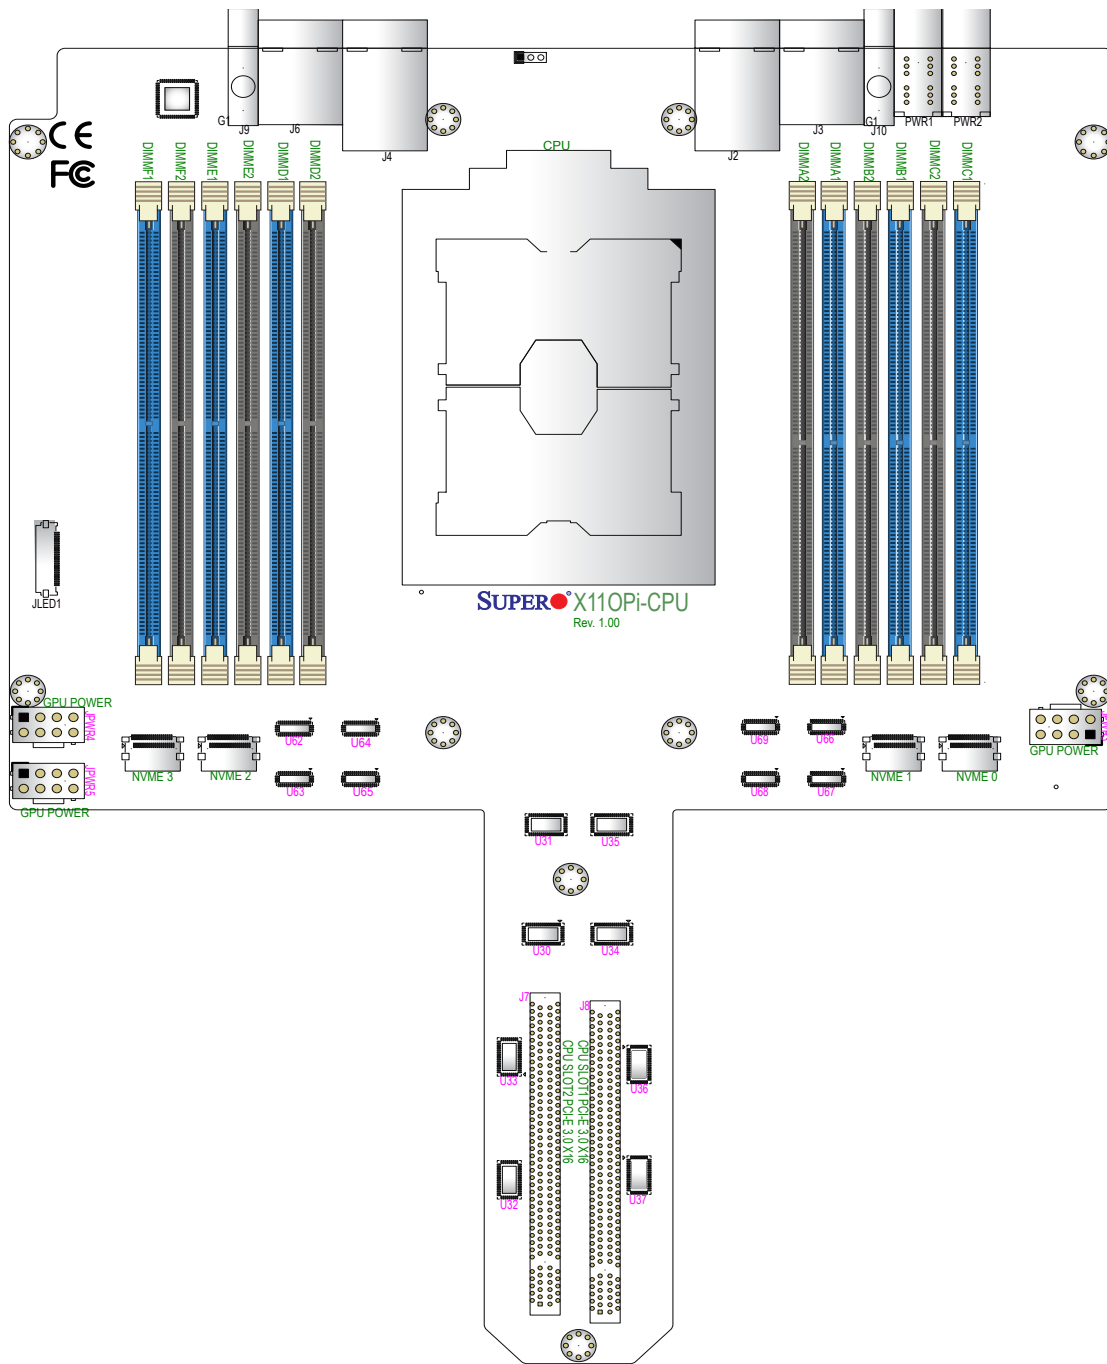 G1
J9
J6
J4
J2
J3
G1
J10
PWR1
PWR2
CE
FC
CPU
DIMMF1
DIMMF2
DIMME1
DIMME2
DIMMD1
DIMMD2
DIMMA2
DIMMA1
DIMMB2
DIMMB1
DIMMC2
DIMMC1
JLED1
SUPER X11OPi-CPU
Rev. 1.00
GPU POWER
JPWR4
U62
U64
U69
U66
GPU POWER
NVME 3
NVME 2
NVME 1
NVME 0
JPWR5
U63
U65
U68
U67
GPU POWER
U31
U35
U30
U34
J7
J8
CPU SLOT1 PCI-E 3.0 X16
CPU SLOT2 PCI-E 3.0 X16
U33
U36
U32
U37